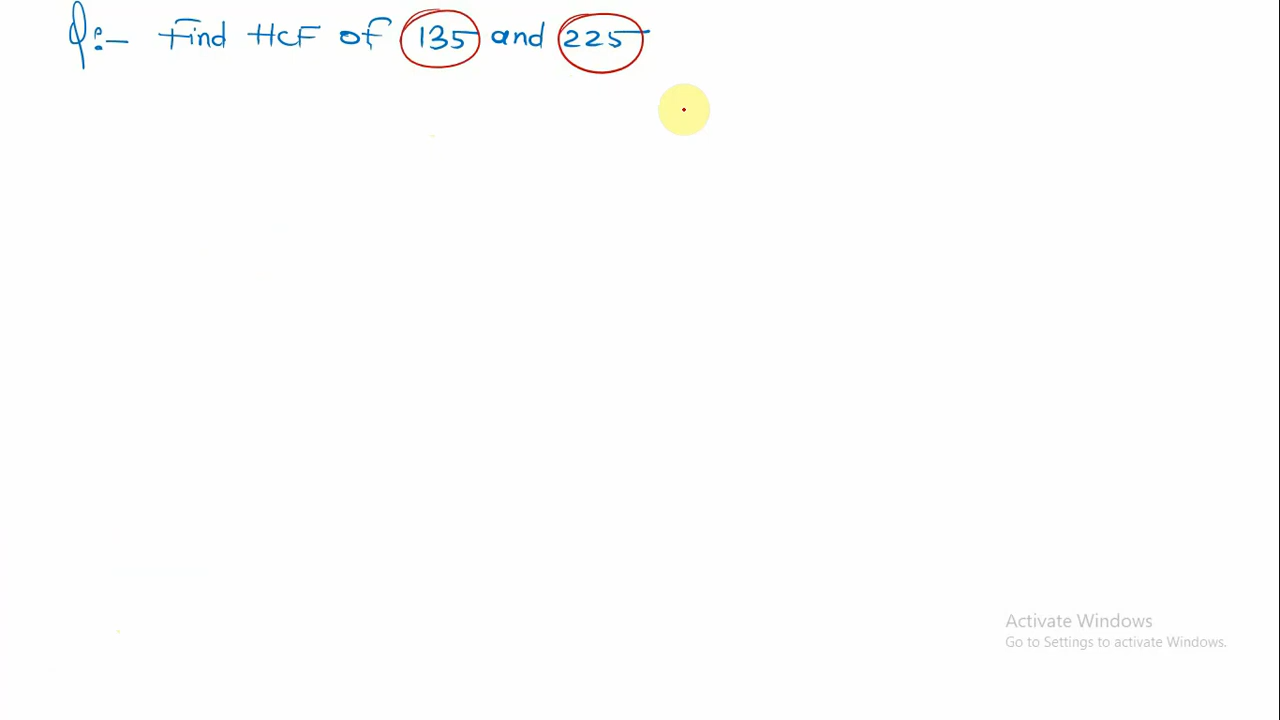 Q:- Find HCF of 135 and 225
Activate Windows
Go to Settings to activate Windows.